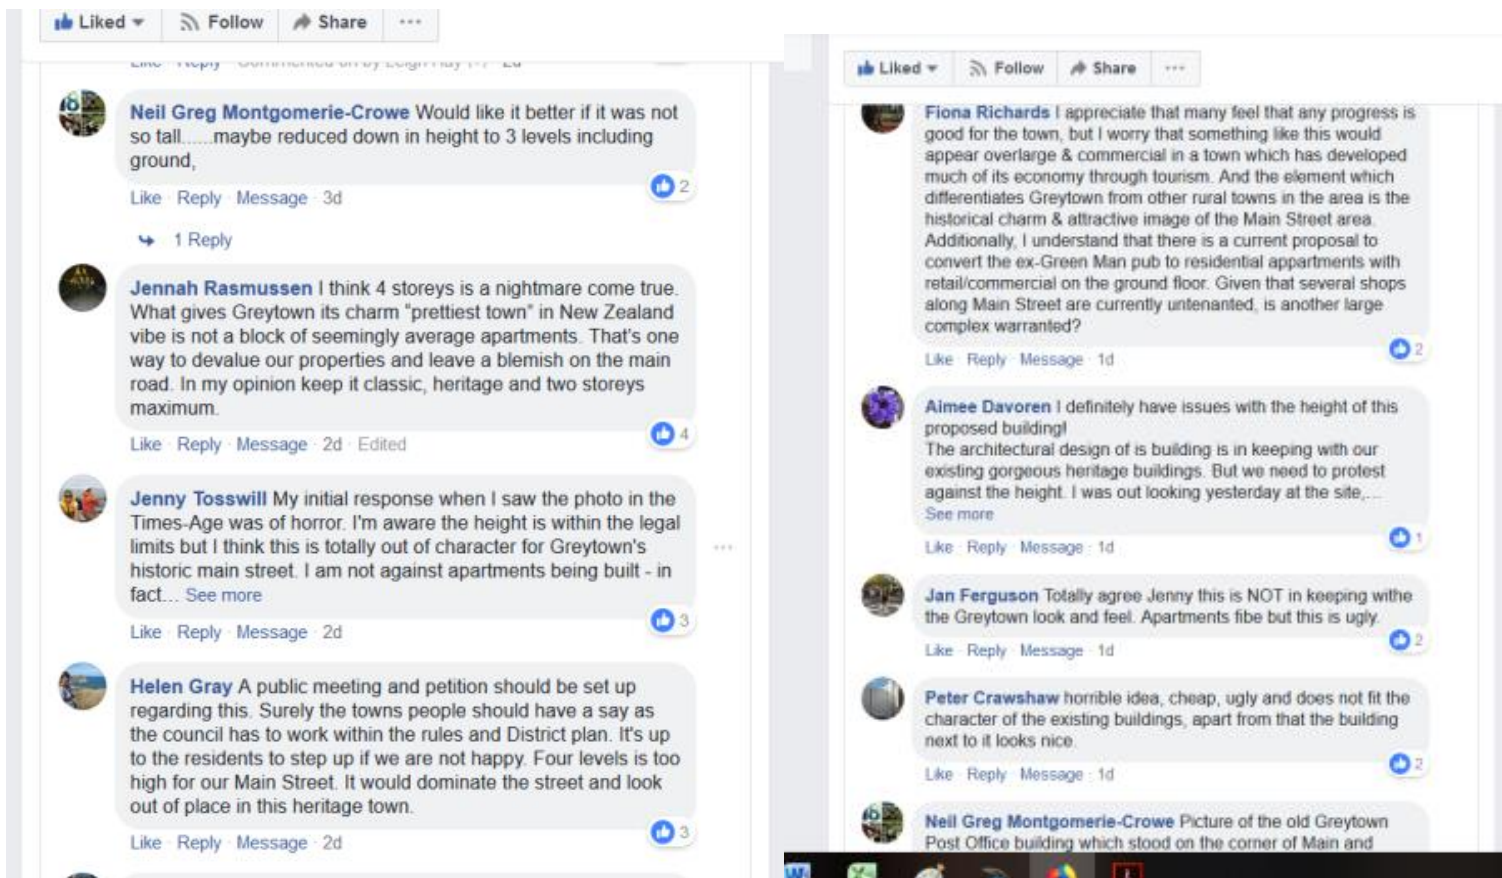 Liked Follow Share ...
Like Reply Commented on by Leigh Hay 2d
Neil Greg Montgomerie-Crowe Would like it better if it was not
so tall......maybe reduced down in height to 3 levels including
ground,
2
Like · Reply · Message · 3d
1 Reply
Jennah Rasmussen I think 4 storeys is a nightmare come true.
What gives Greytown its charm "prettiest town" in New Zealand
vibe is not a block of seemingly average apartments. That's one
way to devalue our properties and leave a blemish on the main
road. In my opinion keep it classic, heritage and two storeys
maximum.
4
Like · Reply · Message · 2d · Edited
Jenny Tosswill My initial response when I saw the photo in the
Times-Age was of horror. I'm aware the height is within the legal
limits but I think this is totally out of character for Greytown's
historic main street. I am not against apartments being built - in
fact... See more
3
Like · Reply · Message · 2d
Helen Gray A public meeting and petition should be set up
regarding this. Surely the towns people should have a say as
the council has to work within the rules and District plan. It's up
to the residents to step up if we are not happy. Four levels is too
high for our Main Street. It would dominate the street and look
out of place in this heritage town.
3
Like · Reply · Message · 2d
Liked Follow Share ...
Fiona Richards I appreciate that many feel that any progress is
good for the town, but I worry that something like this would
appear overlarge & commercial in a town which has developed
much of its economy through tourism. And the element which
differentiates Greytown from other rural towns in the area is the
historical charm & attractive image of the Main Street area.
Additionally, I understand that there is a current proposal to
convert the ex-Green Man pub to residential appartments with
retail/commercial on the ground floor. Given that several shops
along Main Street are currently untenanted, is another large
complex warranted?
2
Like · Reply · Message · 1d
Aimee Davoren I definitely have issues with the height of this
proposed building!
The architectural design of is building is in keeping with our
existing gorgeous heritage buildings. But we need to protest
against the height. I was out looking yesterday at the site,...
See more
1
Like · Reply · Message · 1d
Jan Ferguson Totally agree Jenny this is NOT in keeping withe
the Greytown look and feel. Apartments fibe but this is ugly.
2
Like · Reply · Message · 1d
Peter Crawshaw horrible idea, cheap, ugly and does not fit the
character of the existing buildings, apart from that the building
next to it looks nice.
2
Like · Reply · Message · 1d
Neil Greg Montgomerie-Crowe Picture of the old Greytown
Post Office building which stood on the corner of Main and